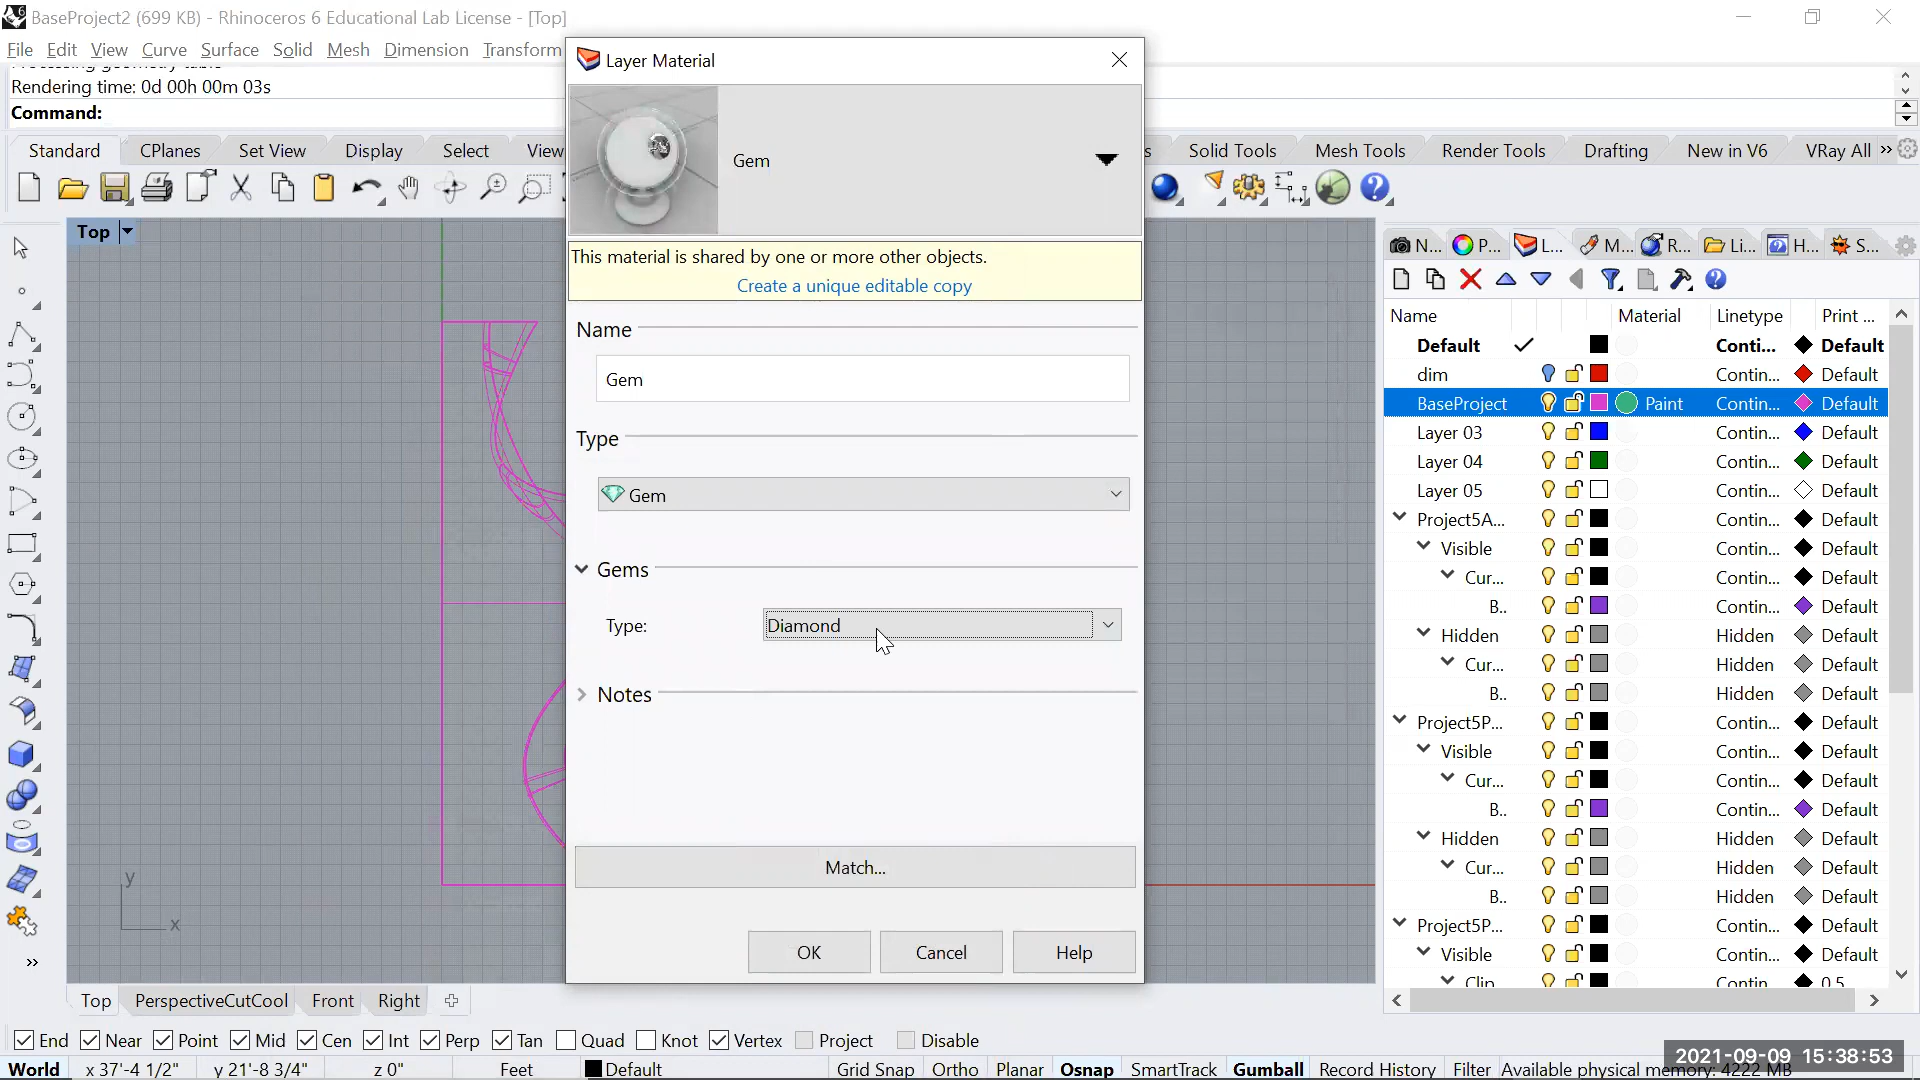 BaseProject2 (699 KB) - Rhinoceros 6 Educational Lab License - [Top]
File Edit View Curve Surface Solid Mesh Dimension Transform
Rendering time: 0d 00h 00m 03s
Command:
Standard CPlanes Set View Display Select View Solid Tools Mesh Tools Render Tools Drafting New in V6 VRay All »
Top
Layer Material
Gem
This material is shared by one or more other objects.
Create a unique editable copy
Name
Gem
Type
Gem
Gems
Type: Diamond
Notes
Match...
OK Cancel Help
N... P... L... M... R... Li... H... S...
Name Material Linetype Print ...
Default Conti... Default
dim Contin... Default
BaseProject Paint Contin... Default
Layer 03 Contin... Default
Layer 04 Contin... Default
Layer 05 Contin... Default
Project5A... Contin... Default
Visible Contin... Default
Cur... Contin... Default
B.. Contin... Default
Hidden Hidden Default
Cur... Hidden Default
B.. Hidden Default
Project5P... Contin... Default
Visible Contin... Default
Cur... Contin... Default
B.. Contin... Default
Hidden Hidden Default
Cur... Hidden Default
B.. Hidden Default
Project5P... Contin... Default
Visible Contin... Default
Clip Contin... 0.5
y
x
Top PerspectiveCutCool Front Right
End Near Point Mid Cen Int Perp Tan Quad Knot Vertex Project Disable
World x 37'-4 1/2" y 21'-8 3/4" z 0" Feet Default Grid Snap Ortho Planar Osnap SmartTrack Gumball Record History Filter Available physical memory: 4222 MB
2021-09-09 15:38:53